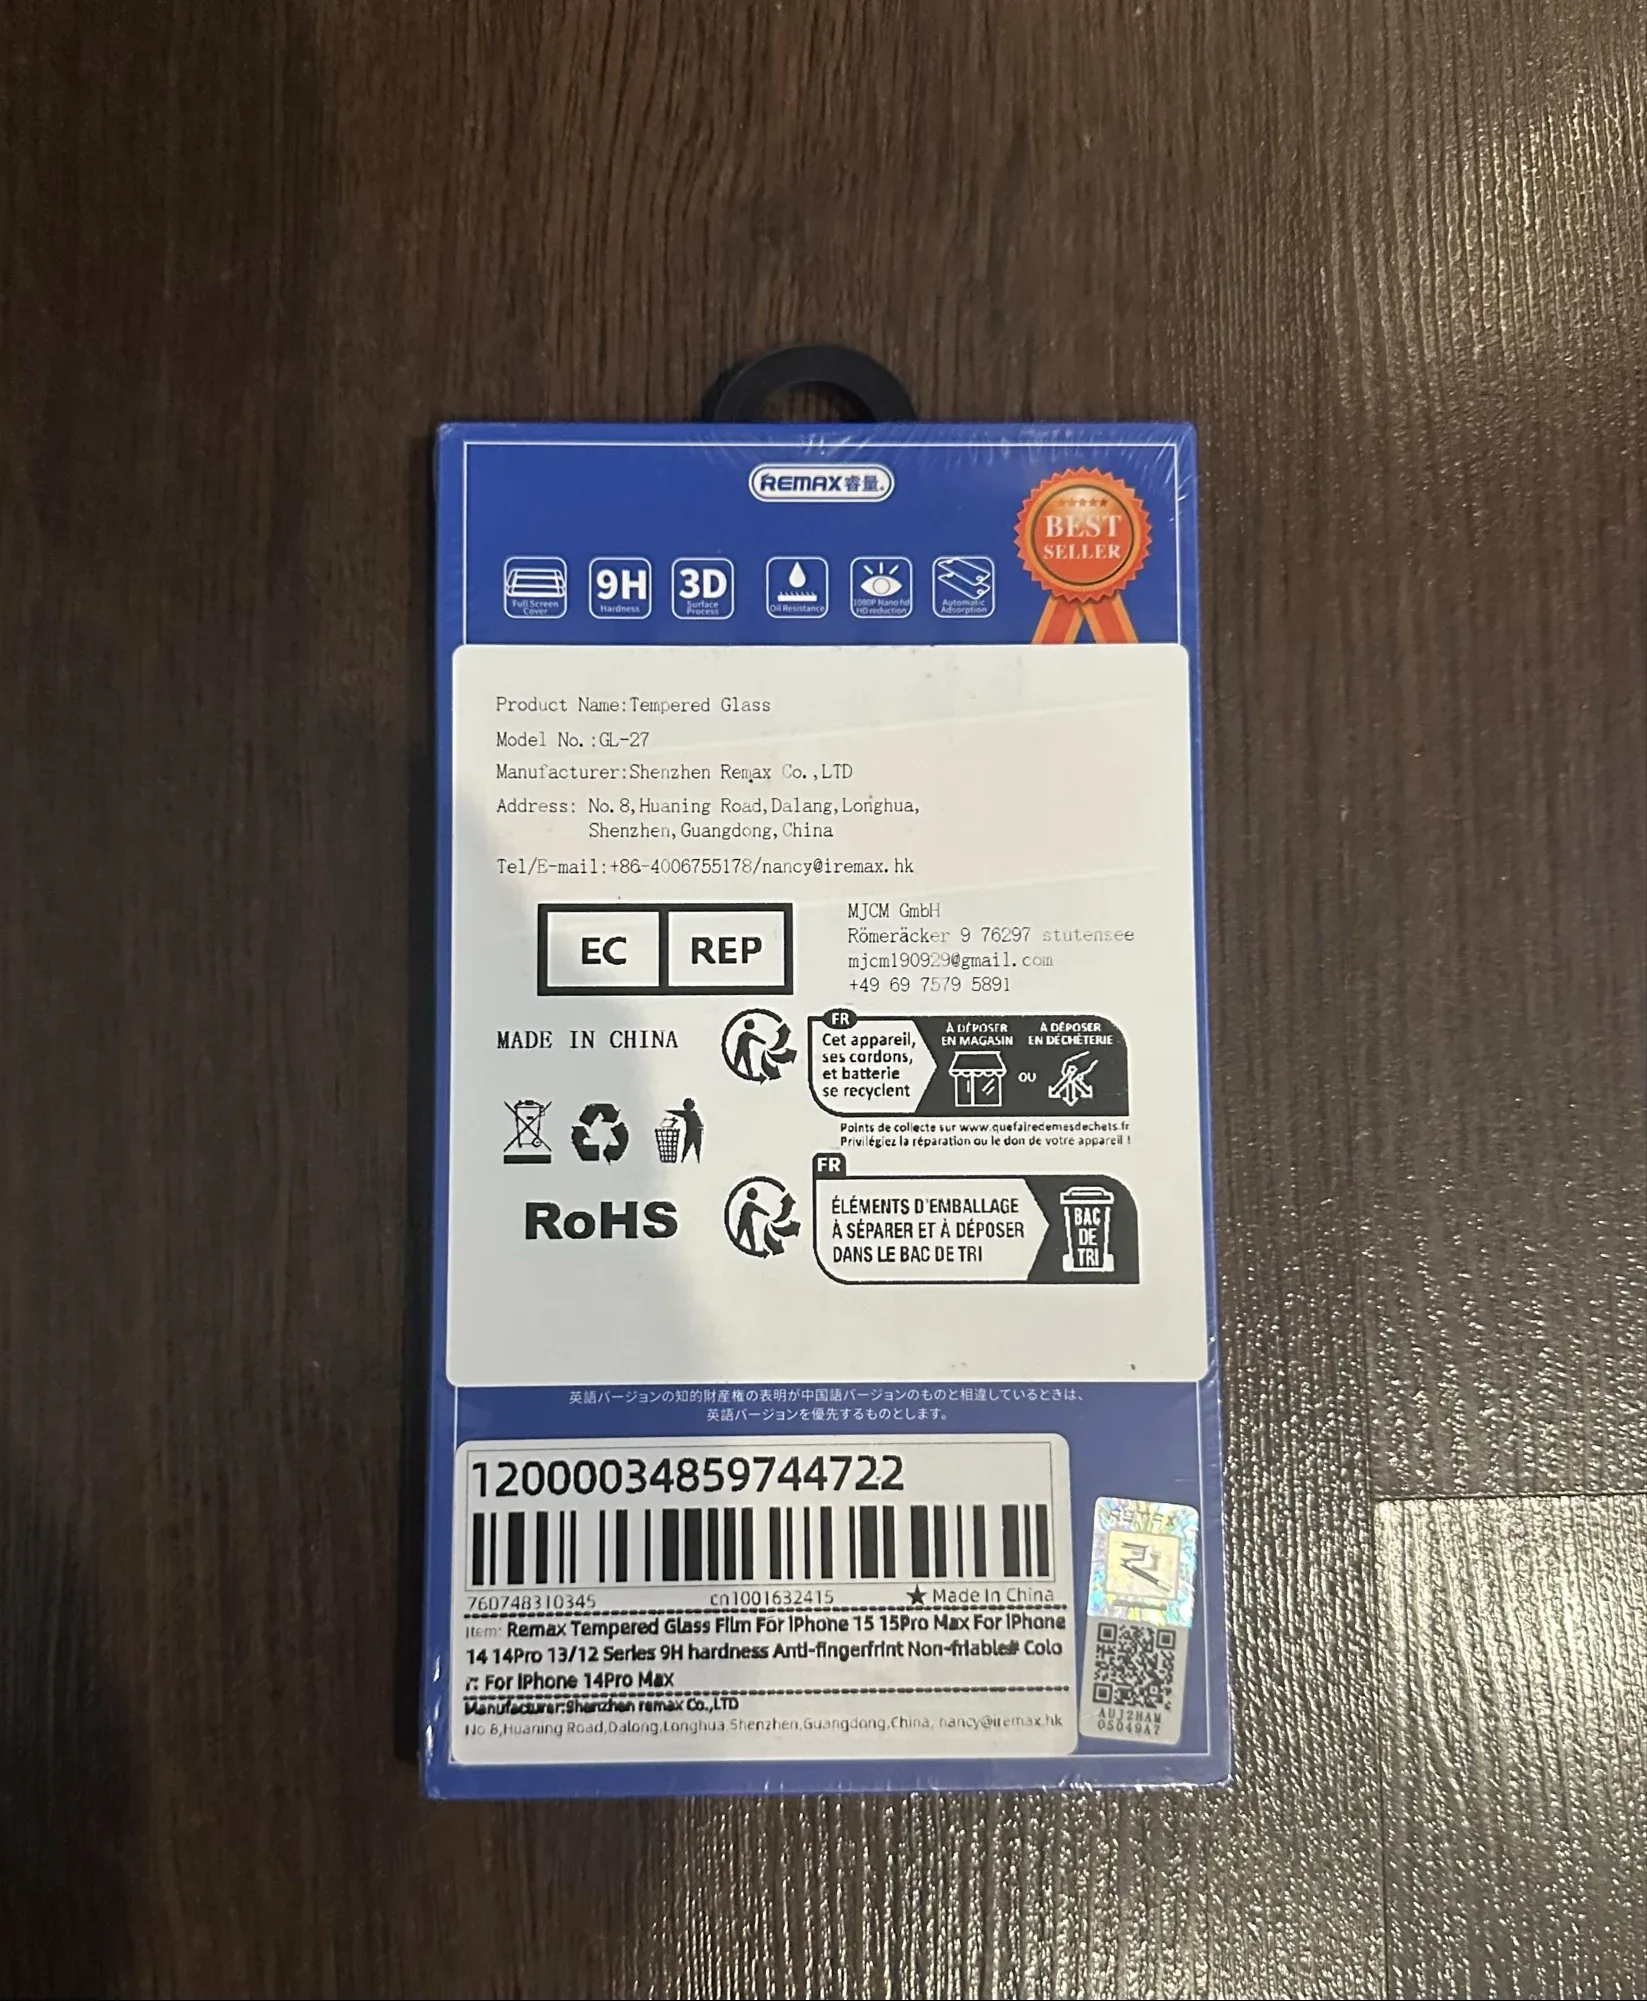 REMAX睿量
BEST
SELLER
Full Screen
Cover
9H
Hardness
3D
Surface
Process
Oil Resistance
1080P Nano hd
HD reduction
Automatic
Adsorption
Product Name:Tempered Glass
Model No.:GL-27
Manufacturer:Shenzhen Remax Co.,LTD
Address: No.8,Huaning Road,Dalang,Longhua,
Shenzhen,Guangdong,China
Tel/E-mail:+86-4006755178/nancy@iremax.hk
EC REP
MJCM GmbH
Römeräcker 9 76297 stutensee
mjcm190929@gmail.com
+49 69 7579 5891
MADE IN CHINA
FR
Cet appareil,
ses cordons,
et batterie
se recyclent
À DÉPOSER
EN MAGASIN
OU
À DÉPOSER
EN DÉCHÈTERIE
Points de collecte sur www.quefairedemesdechets.fr
Privilégiez la réparation ou le don de votre appareil !
RoHS
FR
ÉLÉMENTS D'EMBALLAGE
À SÉPARER ET À DÉPOSER
DANS LE BAC DE TRI
BAC
DE
TRI
英語バージョンの知的財産権の表明が中国語バージョンのものと相違しているときは、
英語バージョンを優先するものとします。
12000034859744722
760748310345 cn1001632415 ★ Made In China
Item: Remax Tempered Glass Film For iPhone 15 15Pro Max For iPhone
14 14Pro 13/12 Series 9H hardness Anti-fingerfrint Non-friable# Colo
r: For iPhone 14Pro Max
Manufacturer:Shenzhen remax Co.,LTD
No 8,Huaning Road,Dalong,Longhua,Shenzhen,Guangdong,China, nancy@iremax.hk
REMAX
AUJ2HAM
0S049A7